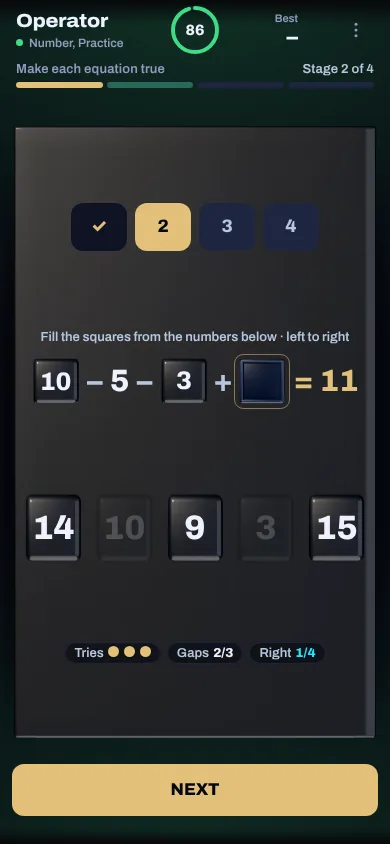 Operator
86
Best
–
Number, Practice
Make each equation true
Stage 2 of 4
✓ 2 3 4
Fill the squares from the numbers below · left to right
10 – 5 – 3 + = 11
14 10 9 3 15
Tries
Gaps 2/3
Right 1/4
NEXT